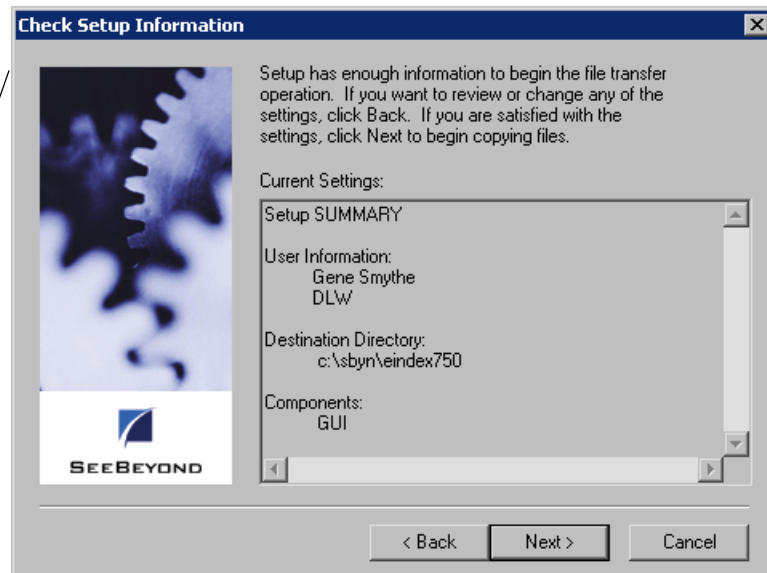 Check Setup Information
Setup has enough information to begin the file transfer
operation. If you want to review or change any of the
settings, click Back. If you are satisfied with the
settings, click Next to begin copying files.
Current Settings:
Setup SUMMARY
User Information:
Gene Smythe
DLW
Destination Directory:
c:\sbyn\eindex750
Components:
GUI
SEEBEYOND
< Back
Next >
Cancel